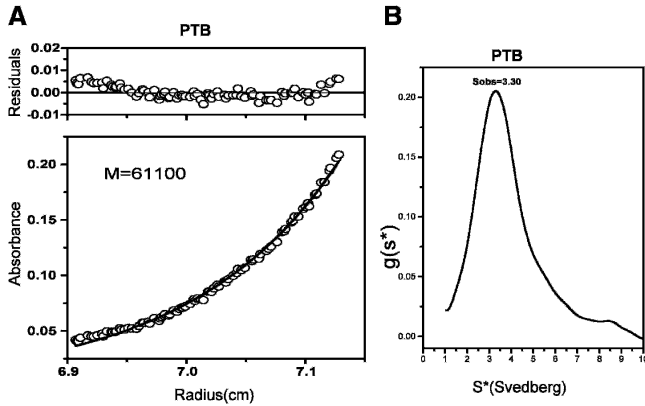 A
PTB
Residuals
0.02
0.01
0.00
-0.01
M=61100
Absorbance
0.20
0.15
0.10
0.05
6.9
7.0
7.1
Radius(cm)
B
PTB
Sobs=3.30
g(s*)
0.20
0.15
0.10
0.05
0.00
0 1 2 3 4 5 6 7 8 9 10
S*(Svedberg)